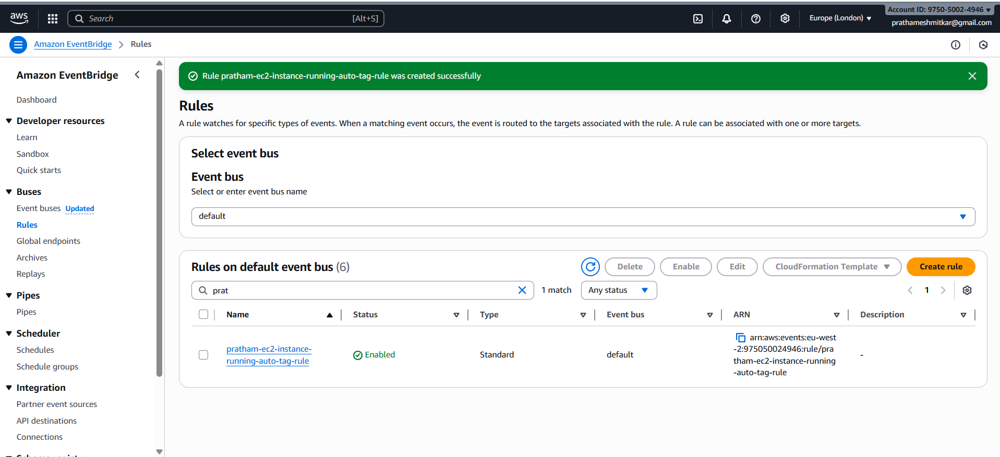 aws
Search
[Alt+S]
Europe (London)
Account ID: 9750-5002-4946
prathameshmitkar@gmail.com
Amazon EventBridge
Rules
Amazon EventBridge
Dashboard
Developer resources
Learn
Sandbox
Quick starts
Buses
Event buses Updated
Rules
Global endpoints
Archives
Replays
Pipes
Pipes
Scheduler
Schedules
Schedule groups
Integration
Partner event sources
API destinations
Connections
Rule pratham-ec2-instance-running-auto-tag-rule was created successfully
Rules
A rule watches for specific types of events. When a matching event occurs, the event is routed to the targets associated with the rule. A rule can be associated with one or more targets.
Select event bus
Event bus
Select or enter event bus name
default
Rules on default event bus (6)
Delete
Enable
Edit
CloudFormation Template
Create rule
prat
1 match
Any status
1
Name
Status
Type
Event bus
ARN
Description
pratham-ec2-instance-
running-auto-tag-rule
Enabled
Standard
default
arn:aws:events:eu-west
-2:975050024946:rule/pra
tham-ec2-instance-running
-auto-tag-rule
-